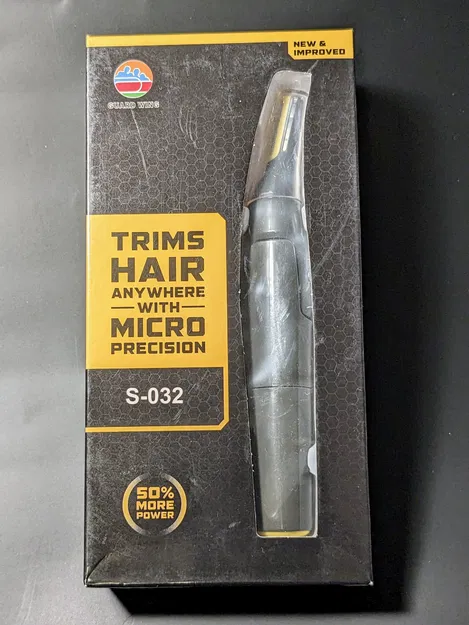 NEW &
IMPROVED
GUARD WING
TRIMS
HAIR
ANYWHERE
WITH
MICRO
PRECISION
S-032
50%
MORE
POWER